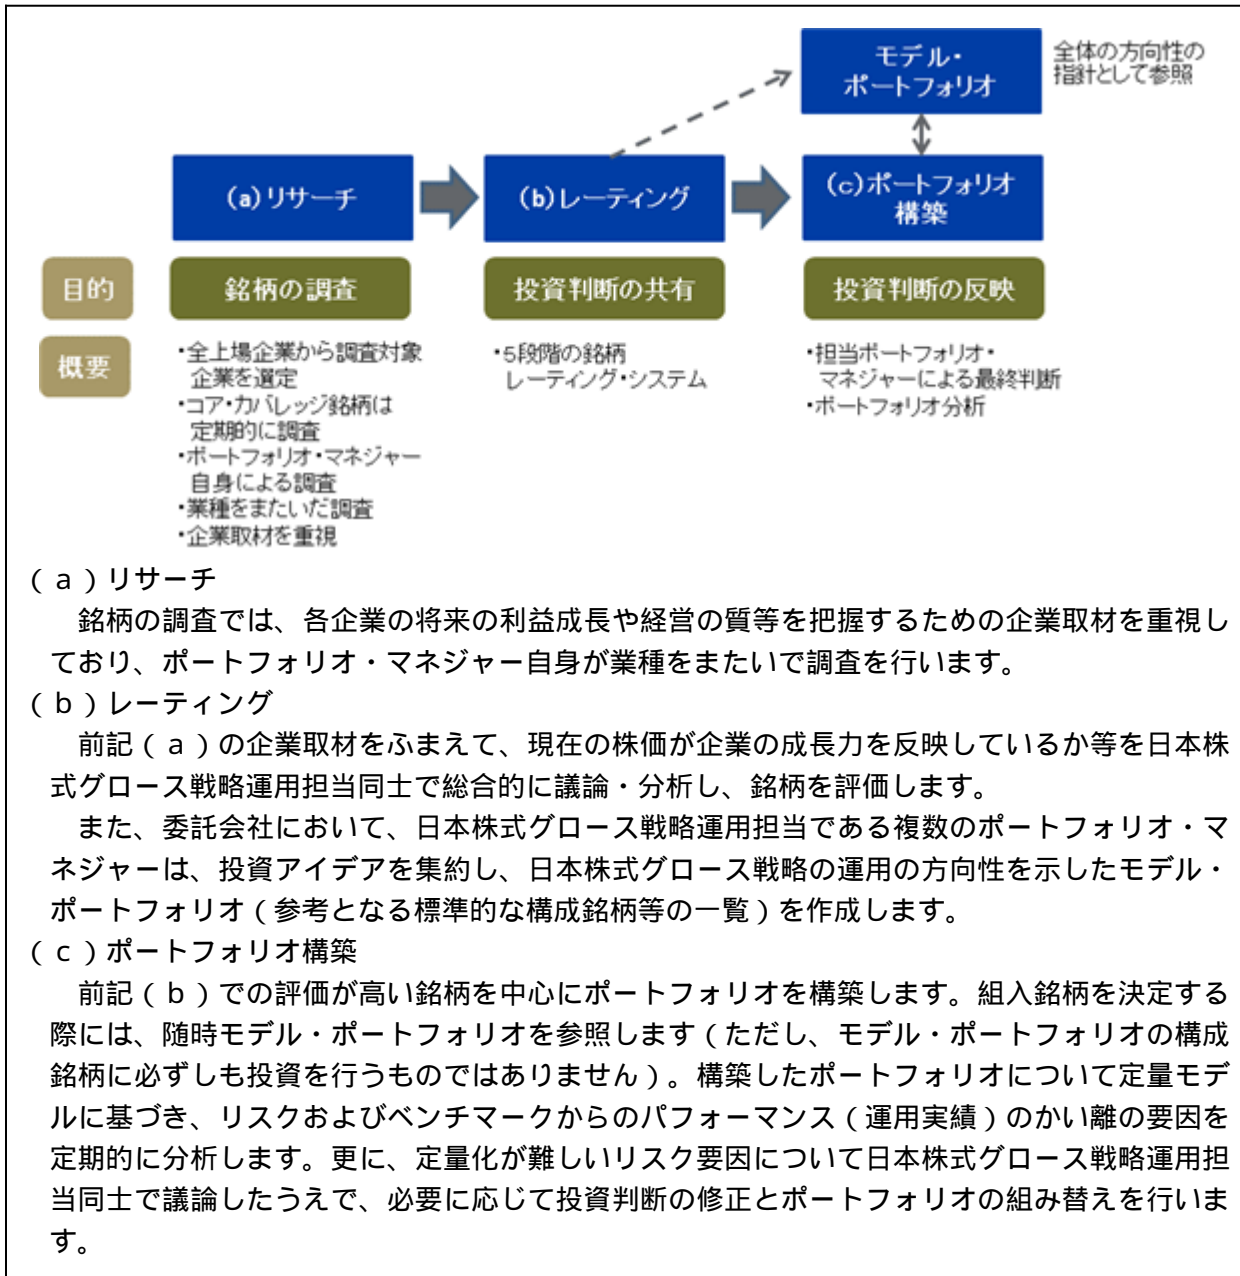 モデル・
ポートフォリオ
全体の方向性の
指針として参照
(a)リサーチ
(b)レーティング
(c)ポートフォリオ
構築
目的
銘柄の調査
投資判断の共有
投資判断の反映
概要
・全上場企業から調査対象
企業を選定
・コア・カバレッジ銘柄は
定期的に調査
・ポートフォリオ・マネジャー
自身による調査
・業種をまたいだ調査
・企業取材を重視
・5段階の銘柄
レーティング・システム
・担当ポートフォリオ・
マネジャーによる最終判断
・ポートフォリオ分析
(a)リサーチ
銘柄の調査では、各企業の将来の利益成長や経営の質等を把握するための企業取材を重視し
ており、ポートフォリオ・マネジャー自身が業種をまたいで調査を行います。
(b)レーティング
前記(a)の企業取材をふまえて、現在の株価が企業の成長力を反映しているか等を日本株
式グロース戦略運用担当同士で総合的に議論・分析し、銘柄を評価します。
また、委託会社において、日本株式グロース戦略運用担当である複数のポートフォリオ・マ
ネジャーは、投資アイデアを集約し、日本株式グロース戦略の運用の方向性を示したモデル・
ポートフォリオ(参考となる標準的な構成銘柄等の一覧)を作成します。
(c)ポートフォリオ構築
前記(b)での評価が高い銘柄を中心にポートフォリオを構築します。組入銘柄を決定する
際には、随時モデル・ポートフォリオを参照します(ただし、モデル・ポートフォリオの構成
銘柄に必ずしも投資を行うものではありません)。構築したポートフォリオについて定量モデ
ルに基づき、リスクおよびベンチマークからのパフォーマンス(運用実績)のかい離の要因を
定期的に分析します。更に、定量化が難しいリスク要因について日本株式グロース戦略運用担
当同士で議論したうえで、必要に応じて投資判断の修正とポートフォリオの組み替えを行いま
す。